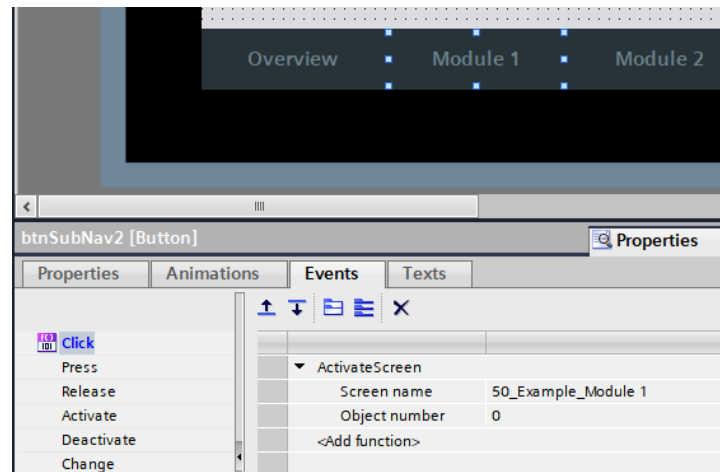 Overview Module 1 Module 2
btnSubNav2 [Button] Properties
Properties Animations Events Texts
Click
Press
Release
Activate
Deactivate
Change
ActivateScreen
Screen name 50_Example_Module 1
Object number 0
<Add function>